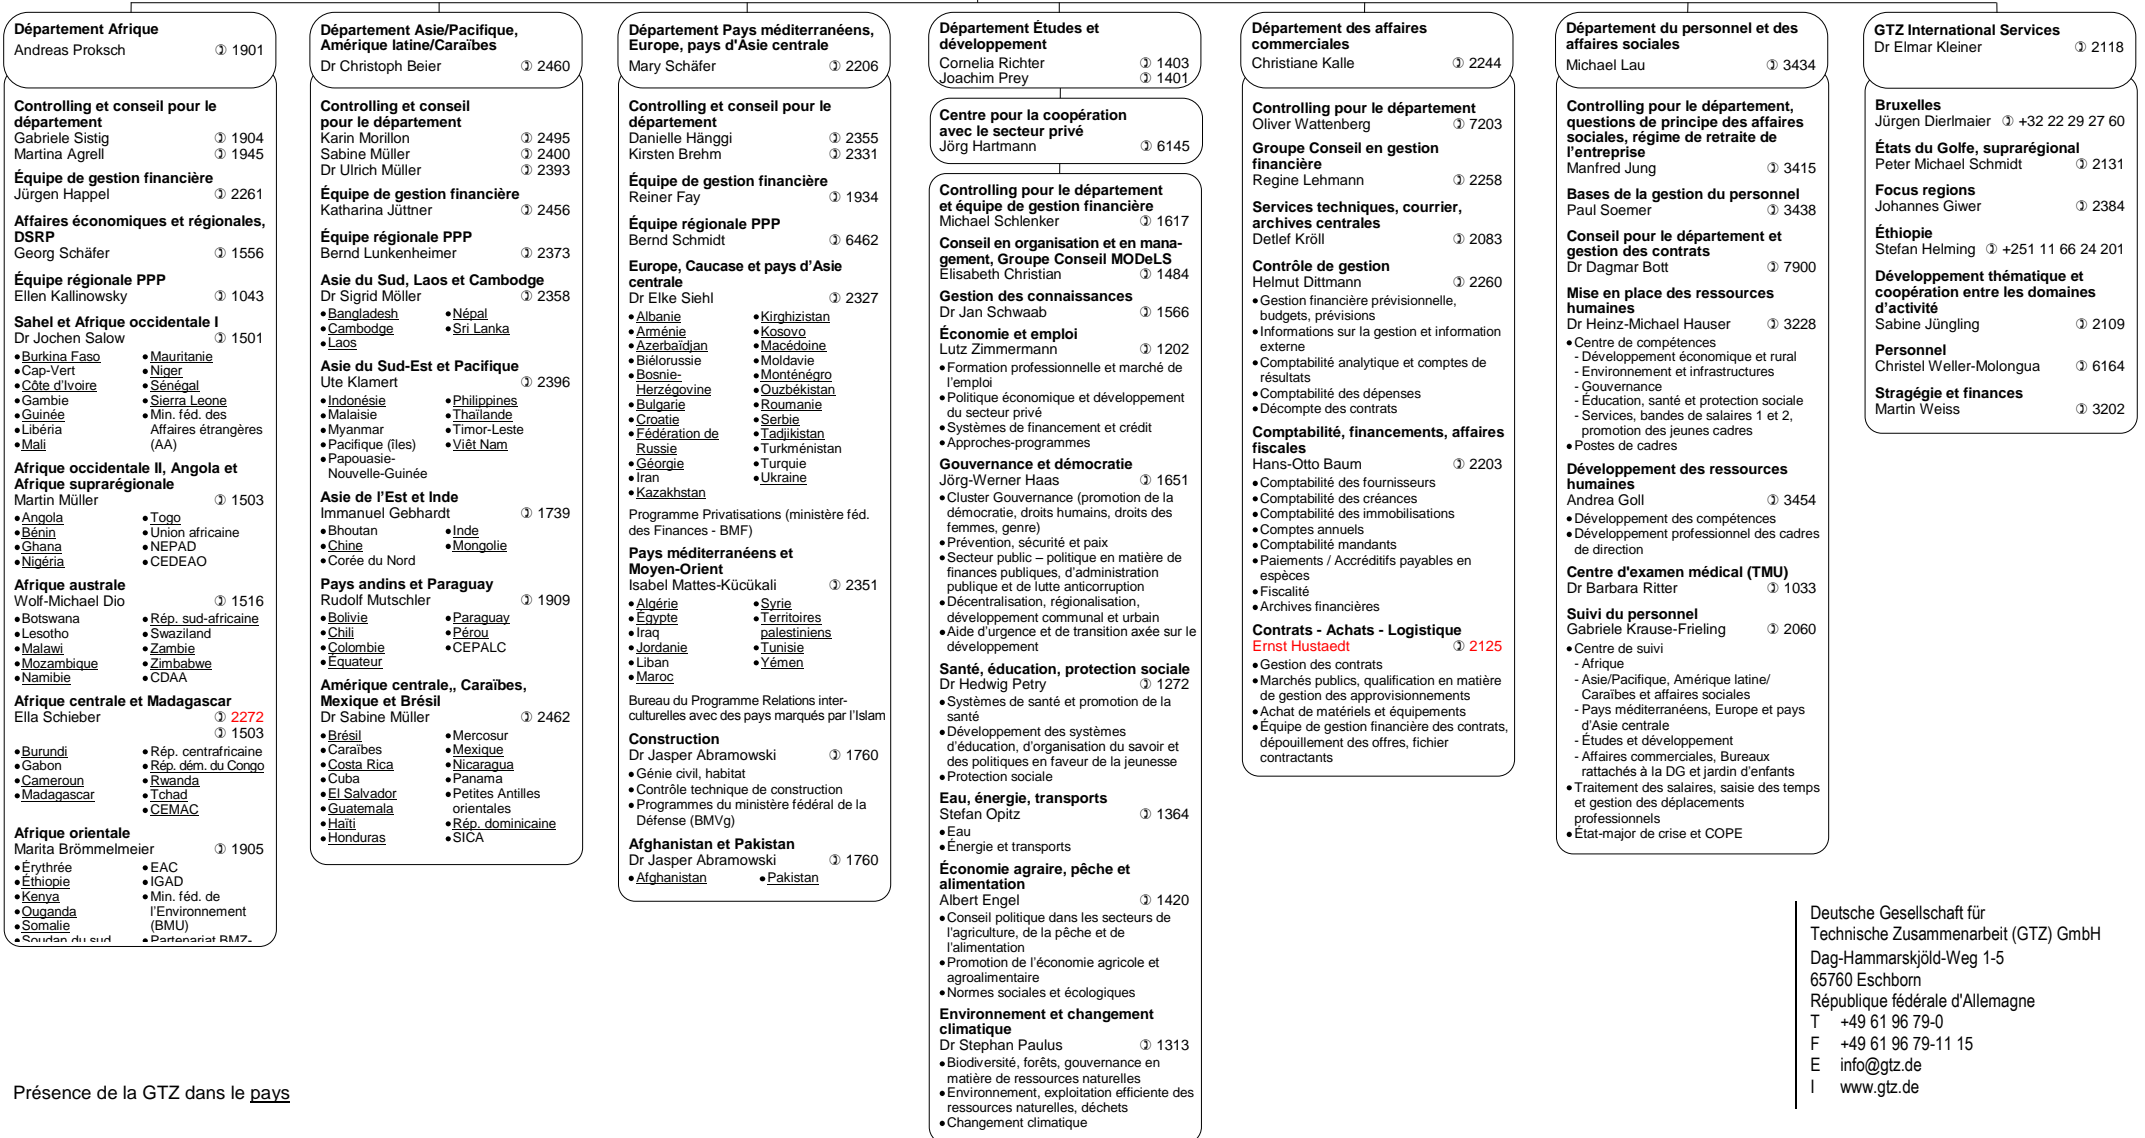 Département Afrique
Andreas Proksch 1901
Controlling et conseil pour le
département
Gabriele Sistig 1904
Martina Agrell 1945
Équipe de gestion financière
Jürgen Happel 2261
Affaires économiques et régionales,
DSRP
Georg Schäfer 1556
Équipe régionale PPP
Ellen Kallinowsky 1043
Sahel et Afrique occidentale I
Dr Jochen Salow 1501
•Burkina Faso
•Cap-Vert
•Côte d'Ivoire
•Gambie
•Guinée
•Libéria
•Mali
•Mauritanie
•Niger
•Sénégal
•Sierra Leone
•Min. féd. des
Affaires étrangères
(AA)
Afrique occidentale II, Angola et
Afrique suprarégionale
Martin Müller 1503
•Angola
•Bénin
•Ghana
•Nigéria
•Togo
•Union africaine
•NEPAD
•CEDEAO
Afrique australe
Wolf-Michael Dio 1516
•Botswana
•Lesotho
•Malawi
•Mozambique
•Namibie
•Rép. sud-africaine
•Swaziland
•Zambie
•Zimbabwe
•CDAA
Afrique centrale et Madagascar
Ella Schieber 2272
1503
•Burundi
•Gabon
•Cameroun
•Madagascar
•Rép. centrafricaine
•Rép. dém. du Congo
•Rwanda
•Tchad
•CEMAC
Afrique orientale
Marita Brömmelmeier 1905
•Érythrée
•Éthiopie
•Kenya
•Ouganda
•Somalie
•Soudan du sud
•EAC
•IGAD
•Min. féd. de
l'Environnement
(BMU)
•Partenariat BMZ-
Département Asie/Pacifique,
Amérique latine/Caraïbes
Dr Christoph Beier 2460
Controlling et conseil
pour le département
Karin Morillon 2495
Sabine Müller 2400
Dr Ulrich Müller 2393
Équipe de gestion financière
Katharina Jüttner 2456
Équipe régionale PPP
Bernd Lunkenheimer 2373
Asie du Sud, Laos et Cambodge
Dr Sigrid Möller 2358
•Bangladesh
•Cambodge
•Laos
•Népal
•Sri Lanka
Asie du Sud-Est et Pacifique
Ute Klamert 2396
•Indonésie
•Malaisie
•Myanmar
•Pacifique (îles)
•Papouasie-
Nouvelle-Guinée
•Philippines
•Thaïlande
•Timor-Leste
•Viêt Nam
Asie de l'Est et Inde
Immanuel Gebhardt 1739
•Bhoutan
•Chine
•Corée du Nord
•Inde
•Mongolie
Pays andins et Paraguay
Rudolf Mutschler 1909
•Bolivie
•Chili
•Colombie
•Équateur
•Paraguay
•Pérou
•CEPALC
Amérique centrale,, Caraïbes,
Mexique et Brésil
Dr Sabine Müller 2462
•Brésil
•Caraïbes
•Costa Rica
•Cuba
•El Salvador
•Guatemala
•Haïti
•Honduras
•Mercosur
•Mexique
•Nicaragua
•Panama
•Petites Antilles
orientales
•Rép. dominicaine
•SICA
Département Pays méditerranéens,
Europe, pays d'Asie centrale
Mary Schäfer 2206
Controlling et conseil pour le
département
Danielle Hänggi 2355
Kirsten Brehm 2331
Équipe de gestion financière
Reiner Fay 1934
Équipe régionale PPP
Bernd Schmidt 6462
Europe, Caucase et pays d'Asie
centrale
Dr Elke Siehl 2327
•Albanie
•Arménie
•Azerbaïdjan
•Biélorussie
•Bosnie-
Herzégovine
•Bulgarie
•Croatie
•Fédération de
Russie
•Géorgie
•Iran
•Kazakhstan
•Kirghizistan
•Kosovo
•Macédoine
•Moldavie
•Monténégro
•Ouzbékistan
•Roumanie
•Serbie
•Tadjikistan
•Turkménistan
•Turquie
•Ukraine
Programme Privatisations (ministère féd.
des Finances - BMF)
Pays méditerranéens et
Moyen-Orient
Isabel Mattes-Kücükali 2351
•Algérie
•Égypte
•Iraq
•Jordanie
•Liban
•Maroc
•Syrie
•Territoires
palestiniens
•Tunisie
•Yémen
Bureau du Programme Relations inter-
culturelles avec des pays marqués par l'Islam
Construction
Dr Jasper Abramowski 1760
•Génie civil, habitat
•Contrôle technique de construction
•Programmes du ministère fédéral de la
Défense (BMVg)
Afghanistan et Pakistan
Dr Jasper Abramowski 1760
•Afghanistan •Pakistan
Département Études et
développement
Cornelia Richter 1403
Joachim Prey 1401
Centre pour la coopération
avec le secteur privé
Jörg Hartmann 6145
Controlling pour le département
et équipe de gestion financière
Michael Schlenker 1617
Conseil en organisation et en mana-
gement, Groupe Conseil MODeLS
Elisabeth Christian 1484
Gestion des connaissances
Dr Jan Schwaab 1566
Économie et emploi
Lutz Zimmermann 1202
•Formation professionnelle et marché de
l'emploi
•Politique économique et développement
du secteur privé
•Systèmes de financement et crédit
•Approches-programmes
Gouvernance et démocratie
Jörg-Werner Haas 1651
•Cluster Gouvernance (promotion de la
démocratie, droits humains, droits des
femmes, genre)
•Prévention, sécurité et paix
•Secteur public – politique en matière de
finances publiques, d'administration
publique et de lutte anticorruption
•Décentralisation, régionalisation,
développement communal et urbain
•Aide d'urgence et de transition axée sur le
développement
Santé, éducation, protection sociale
Dr Hedwig Petry 1272
•Systèmes de santé et promotion de la
santé
•Développement des systèmes
d'éducation, d'organisation du savoir et
des politiques en faveur de la jeunesse
•Protection sociale
Eau, énergie, transports
Stefan Opitz 1364
•Eau
•Énergie et transports
Économie agraire, pêche et
alimentation
Albert Engel 1420
•Conseil politique dans les secteurs de
l'agriculture, de la pêche et de
l'alimentation
•Promotion de l'économie agricole et
agroalimentaire
•Normes sociales et écologiques
Environnement et changement
climatique
Dr Stephan Paulus 1313
•Biodiversité, forêts, gouvernance en
matière de ressources naturelles
•Environnement, exploitation efficiente des
ressources naturelles, déchets
•Changement climatique
Département des affaires
commerciales
Christiane Kalle 2244
Controlling pour le département
Oliver Wattenberg 7203
Groupe Conseil en gestion
financière
Regine Lehmann 2258
Services techniques, courrier,
archives centrales
Detlef Kröll 2083
Contrôle de gestion
Helmut Dittmann 2260
•Gestion financière prévisionnelle,
budgets, prévisions
•Informations sur la gestion et information
externe
•Comptabilité analytique et comptes de
résultats
•Comptabilité des dépenses
•Décompte des contrats
Comptabilité, financements, affaires
fiscales
Hans-Otto Baum 2203
•Comptabilité des fournisseurs
•Comptabilité des créances
•Comptabilité des immobilisations
•Comptes annuels
•Comptabilité mandants
•Paiements / Accréditifs payables en
espèces
•Fiscalité
•Archives financières
Contrats - Achats - Logistique
Ernst Hustaedt 2125
•Gestion des contrats
•Marchés publics, qualification en matière
de gestion des approvisionnements
•Achat de matériels et équipements
•Équipe de gestion financière des contrats,
dépouillement des offres, fichier
contractants
Département du personnel et des
affaires sociales
Michael Lau 3434
Controlling pour le département,
questions de principe des affaires
sociales, régime de retraite de
l'entreprise
Manfred Jung 3415
Bases de la gestion du personnel
Paul Soemer 3438
Conseil pour le département et
gestion des contrats
Dr Dagmar Bott 7900
Mise en place des ressources
humaines
Dr Heinz-Michael Hauser 3228
•Centre de compétences
- Développement économique et rural
- Environnement et infrastructures
- Gouvernance
- Éducation, santé et protection sociale
- Services, bandes de salaires 1 et 2,
promotion des jeunes cadres
•Postes de cadres
Développement des ressources
humaines
Andrea Goll 3454
•Développement des compétences
•Développement professionnel des cadres
de direction
Centre d'examen médical (TMU)
Dr Barbara Ritter 1033
Suivi du personnel
Gabriele Krause-Frieling 2060
•Centre de suivi
- Afrique
- Asie/Pacifique, Amérique latine/
Caraïbes et affaires sociales
- Pays méditerranéens, Europe et pays
d'Asie centrale
- Études et développement
- Affaires commerciales, Bureaux
rattachés à la DG et jardin d'enfants
•Traitement des salaires, saisie des temps
et gestion des déplacements
professionnels
•État-major de crise et COPE
GTZ International Services
Dr Elmar Kleiner 2118
Bruxelles
Jürgen Dierlmaier +32 22 29 27 60
États du Golfe, suprarégional
Peter Michael Schmidt 2131
Focus regions
Johannes Giwer 2384
Éthiopie
Stefan Helming +251 11 66 24 201
Développement thématique et
coopération entre les domaines
d'activité
Sabine Jüngling 2109
Personnel
Christel Weller-Molongua 6164
Stragégie et finances
Martin Weiss 3202
Deutsche Gesellschaft für
Technische Zusammenarbeit (GTZ) GmbH
Dag-Hammarskjöld-Weg 1-5
65760 Eschborn
République fédérale d'Allemagne
T +49 61 96 79-0
F +49 61 96 79-11 15
E info@gtz.de
I www.gtz.de
Présence de la GTZ dans le pays